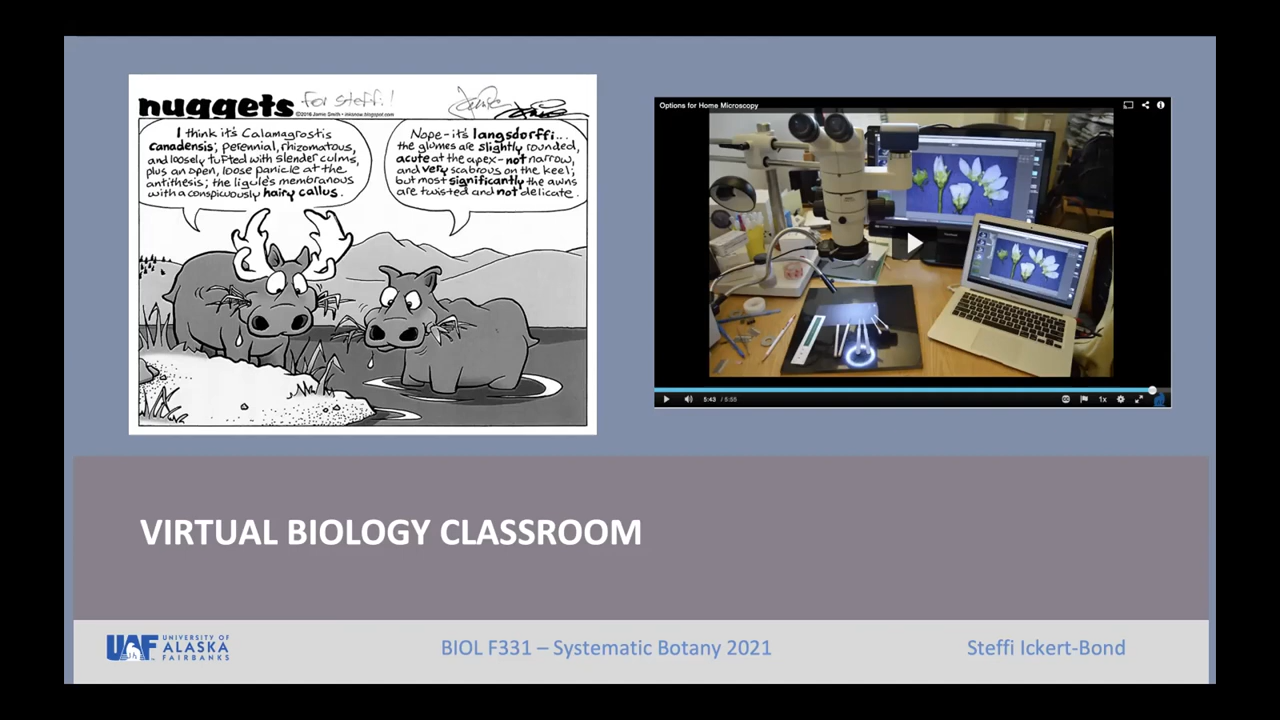 nuggets for Steffi!
©2016 Jamie Smith • inksnow.blogspot.com
I think it's Calamagrostis
canadensis; perennial, rhizomatous,
and loosely tufted with slender culms,
plus an open, loose panicle at the
antithesis; the ligule's membranous
with a conspicuously hairy callus.
Nope - it's langsdorffi...
the glumes are slightly rounded,
acute at the apex - not narrow,
and very scabrous on the keel;
but most significantly the awns
are twisted and not delicate.
Options for Home Microscopy
5:43 / 5:55
1x
VIRTUAL BIOLOGY CLASSROOM
UAF
UNIVERSITY OF
ALASKA
FAIRBANKS
BIOL F331 – Systematic Botany 2021
Steffi Ickert-Bond